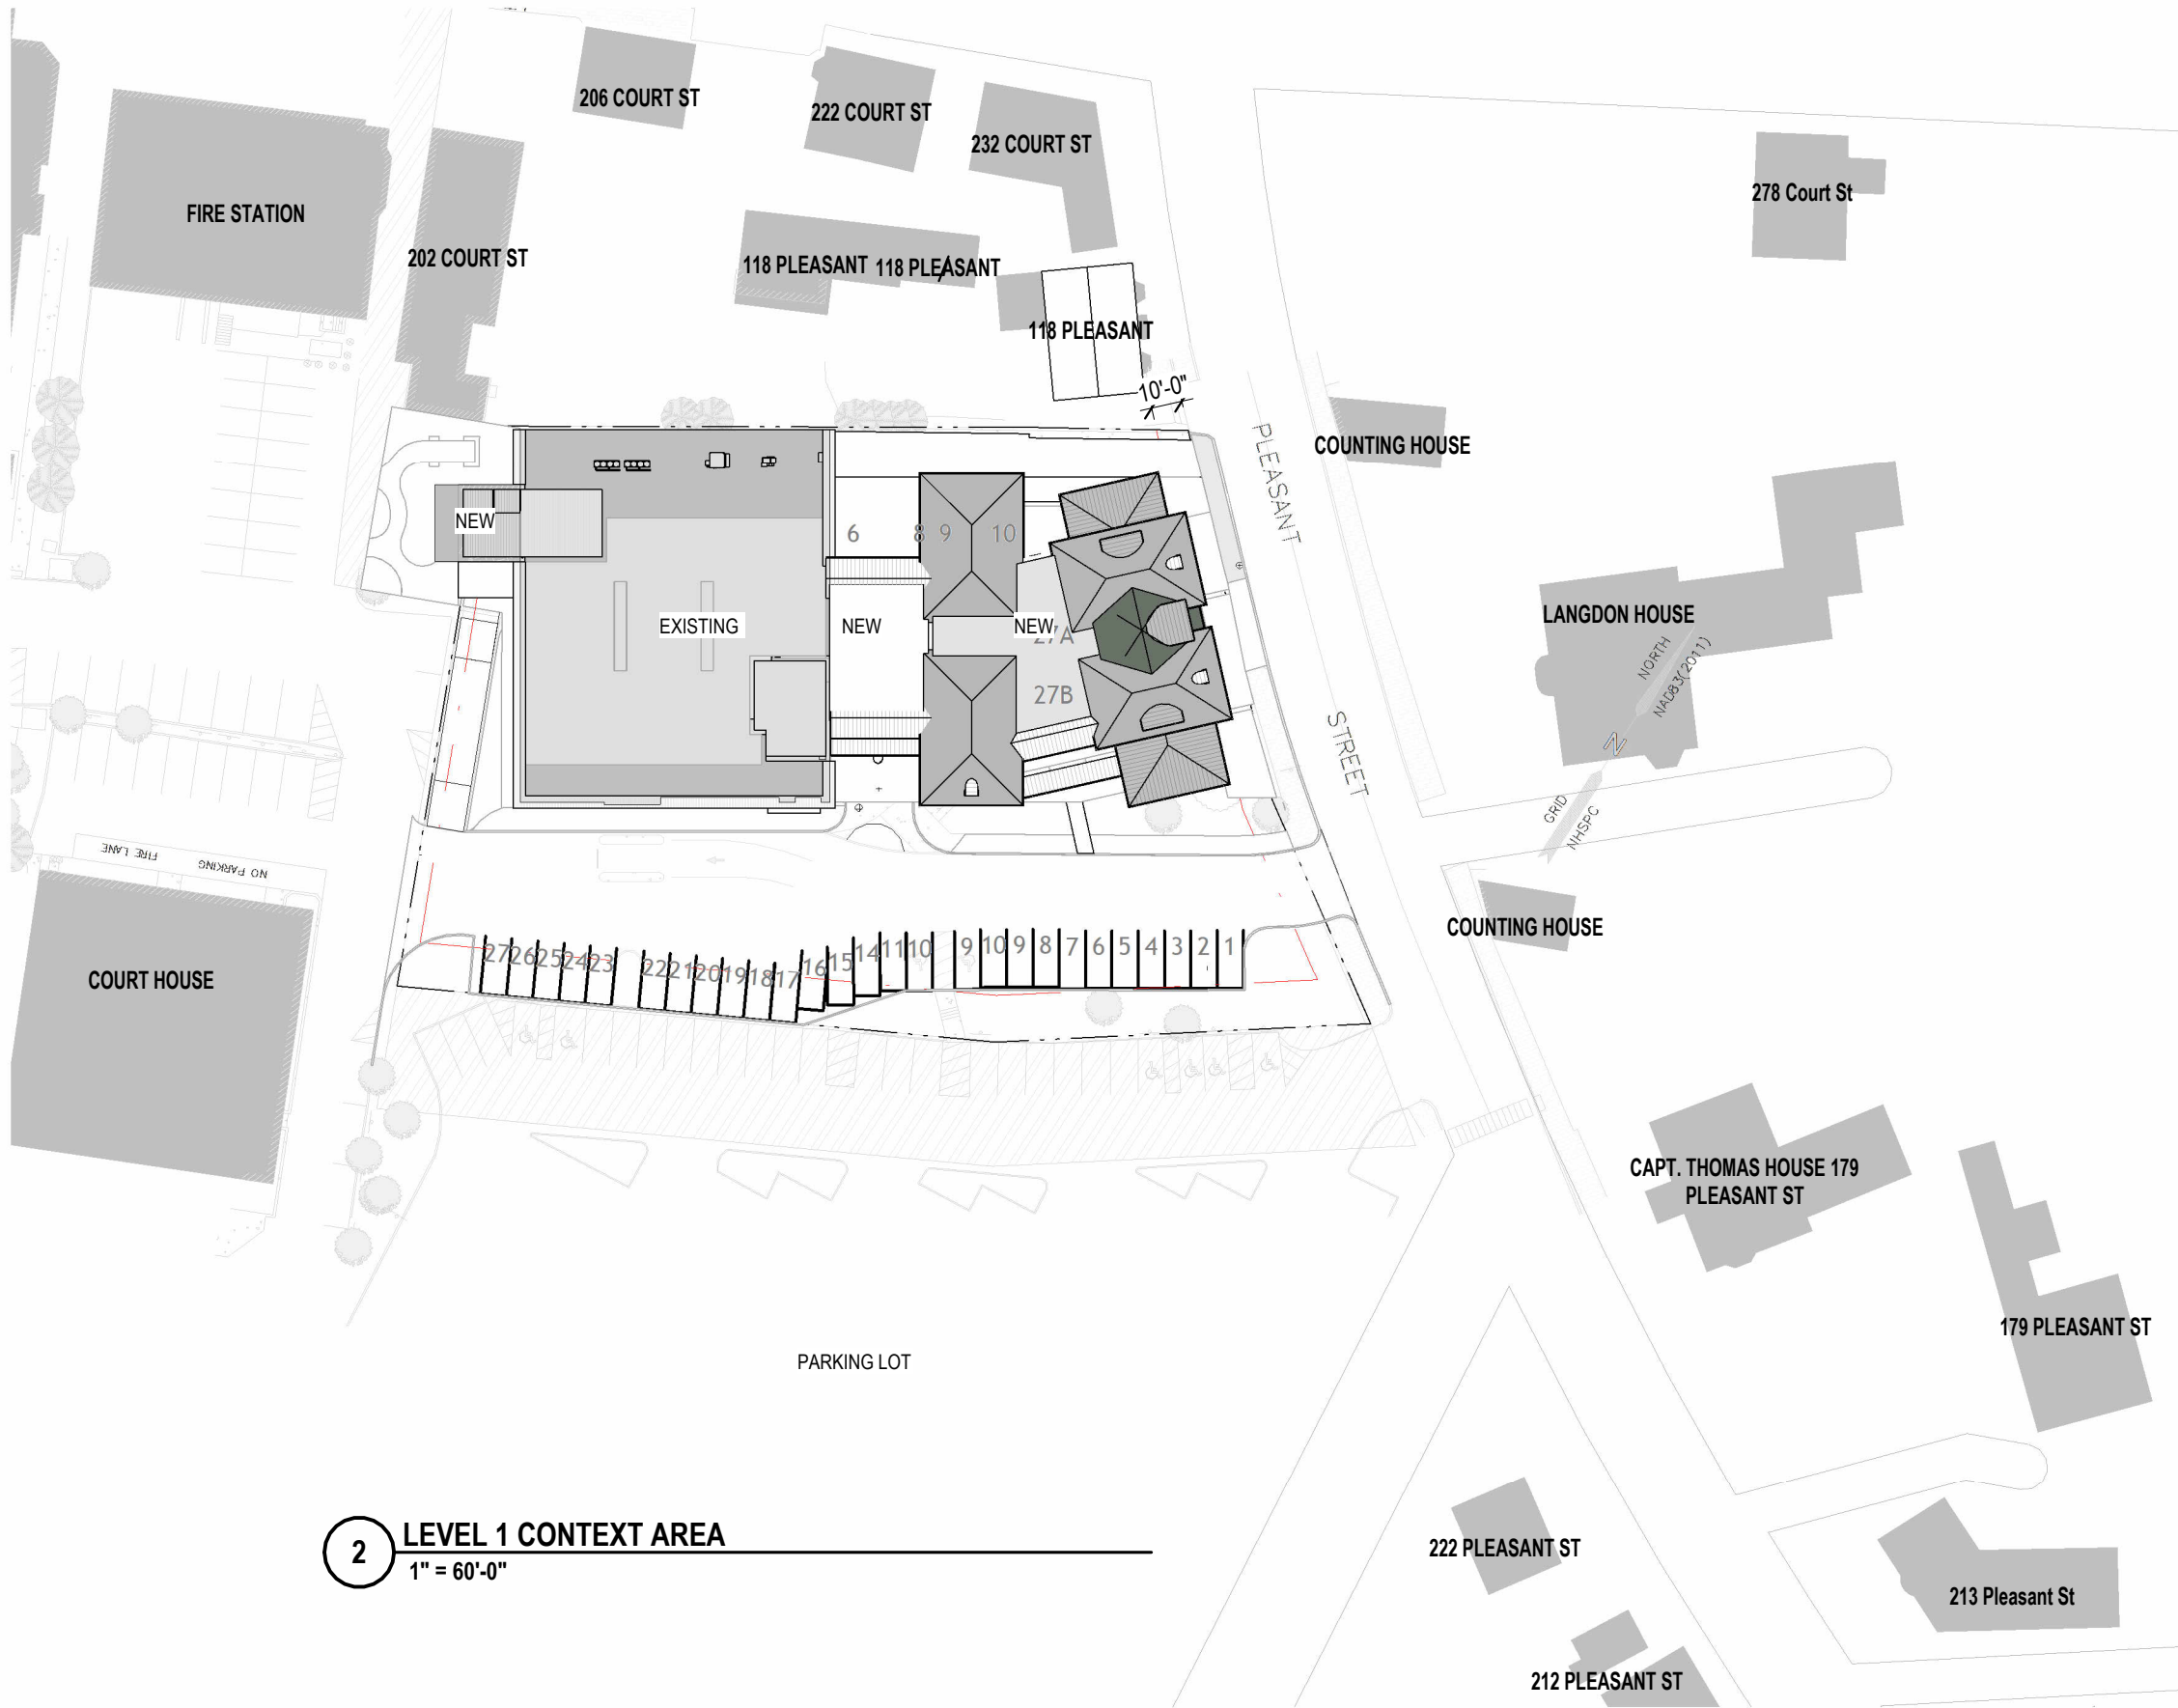 206 COURT ST
222 COURT ST
232 COURT ST
278 Court St
FIRE STATION
202 COURT ST
118 PLEASANT
118 PLEASANT
118 PLEASANT
10'-0"
COUNTING HOUSE
PLEASANT
STREET
NEW
6
8
9
10
EXISTING
NEW
NEW
27A
27B
LANGDON HOUSE
NORTH
NAD83(2011)
N
GRID
NHSPC
FIRE LANE
NO PARKING
COUNTING HOUSE
COURT HOUSE
27
26
25
24
23
22
21
20
19
18
17
16
15
14
11
10
9
10
9
8
7
6
5
4
3
2
1
CAPT. THOMAS HOUSE 179
PLEASANT ST
179 PLEASANT ST
PARKING LOT
2
LEVEL 1 CONTEXT AREA
1" = 60'-0"
222 PLEASANT ST
213 Pleasant St
212 PLEASANT ST